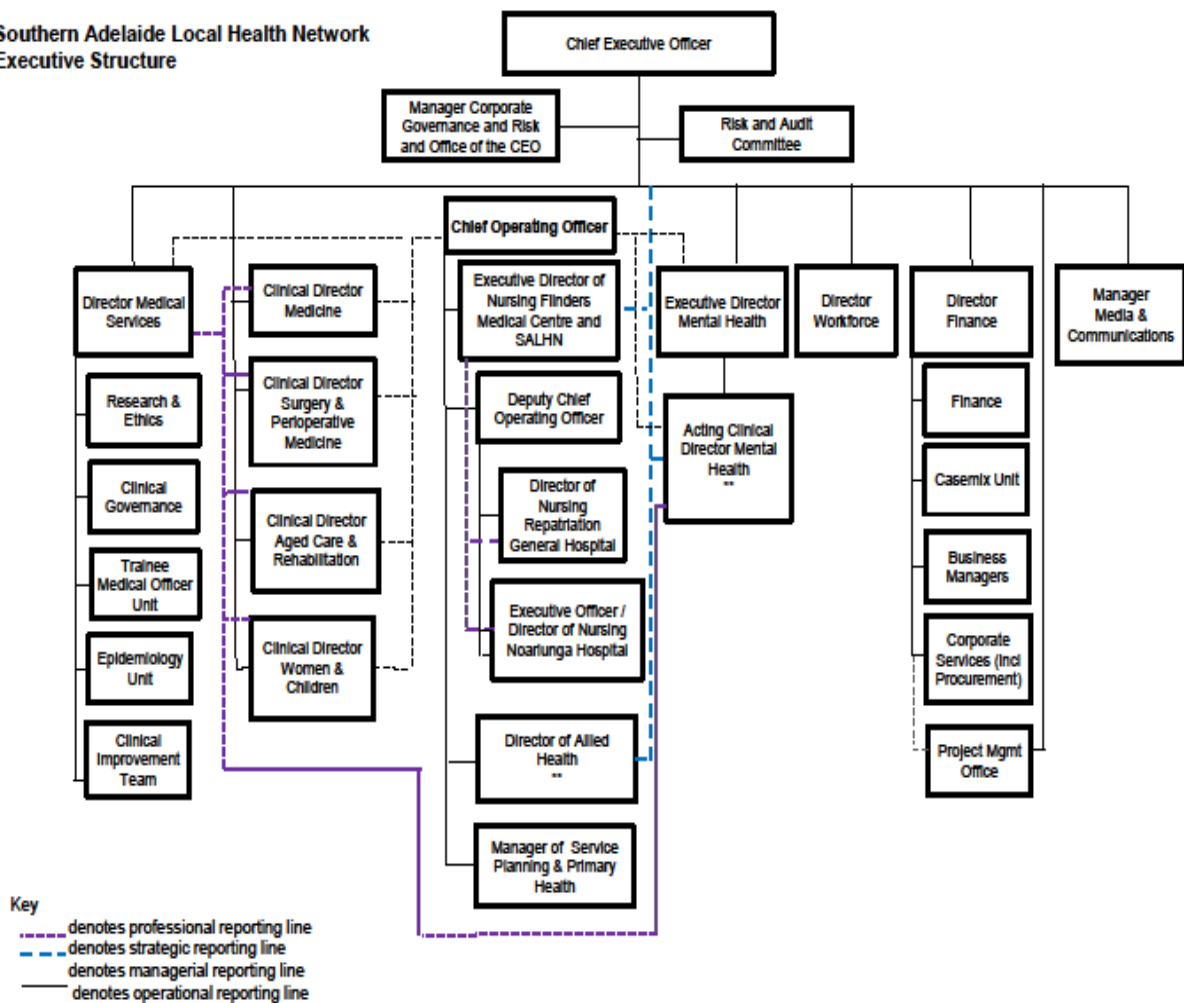 Southern Adelaide Local Health Network
Executive Structure
Chief Executive Officer
Manager Corporate
Governance and Risk
and Office of the CEO
Risk and Audit
Committee
Chief Operating Officer
Director Medical
Services
Clinical Director
Medicine
Executive Director of
Nursing Flinders
Medical Centre and
SALHN
Executive Director
Mental Health
Director
Workforce
Director
Finance
Manager
Media &
Communications
Research &
Ethics
Clinical
Governance
Trainee
Medical Officer
Unit
Epidemiology
Unit
Clinical
Improvement
Team
Clinical Director
Surgery &
Perioperative
Medicine
Clinical Director
Aged Care &
Rehabilitation
Clinical Director
Women &
Children
Deputy Chief
Operating Officer
Director of
Nursing
Repatriation
General Hospital
Executive Officer /
Director of Nursing
Noarlunga Hospital
Director of Allied
Health
**
Manager of Service
Planning & Primary
Health
Acting Clinical
Director Mental
Health
**
Finance
Casemix Unit
Business
Managers
Corporate
Services (Incl
Procurement)
Project Mgmt
Office
Key
denotes professional reporting line
denotes strategic reporting line
denotes managerial reporting line
denotes operational reporting line